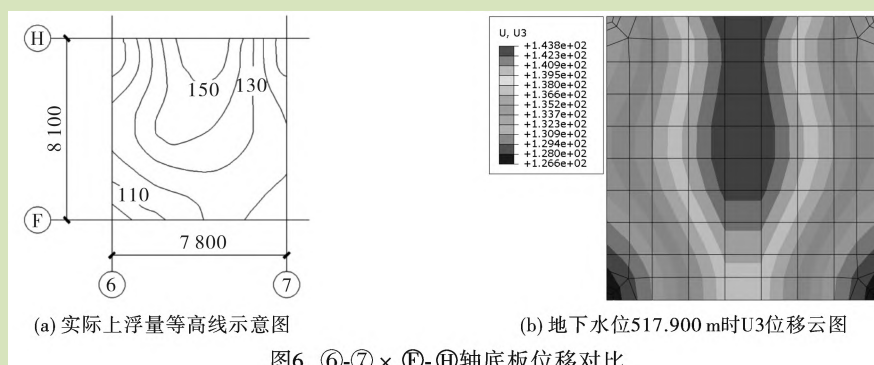 H
F
8 100
7 800
6
7
150
130
110
(a) 实际上浮量等高线示意图
U, U3
+1.438e+02
+1.423e+02
+1.409e+02
+1.395e+02
+1.380e+02
+1.366e+02
+1.352e+02
+1.337e+02
+1.323e+02
+1.309e+02
+1.294e+02
+1.280e+02
+1.266e+02
(b) 地下水位517.900 m时U3位移云图
图6 ⑥-⑦×Ⓕ-Ⓗ轴底板位移对比